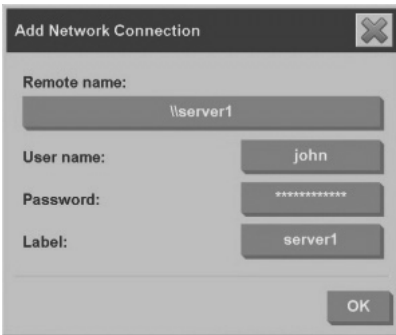 Add Network Connection
Remote name:
\\server1
User name:
john
Password:
************
Label:
server1
OK